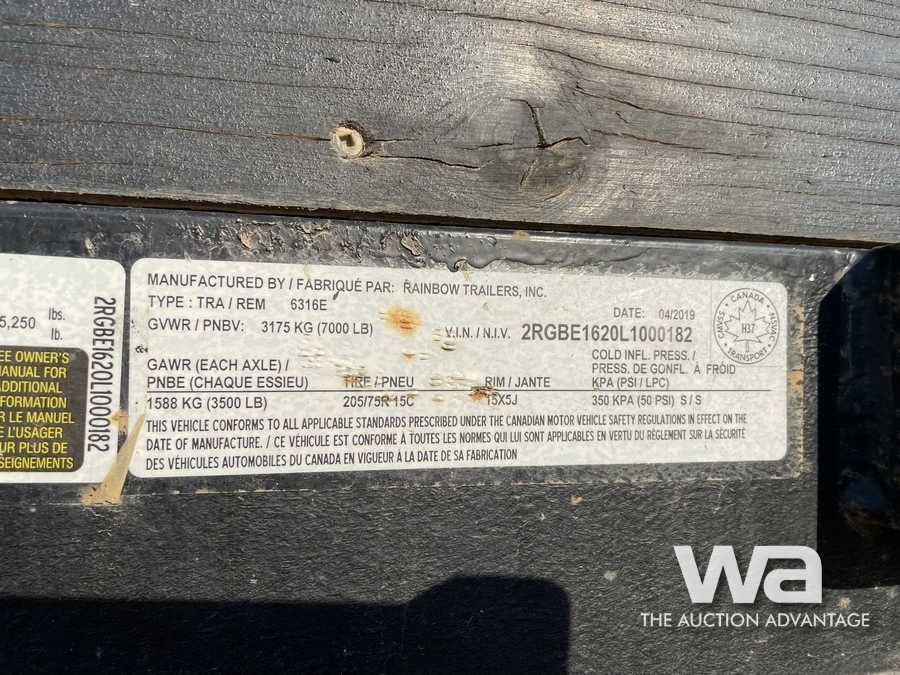 5,250 lbs.
lb.
EE OWNER'S
MANUAL FOR
ADDITIONAL
FORMATION
R LE MANUEL
E L'USAGER
UR PLUS DE
SEIGNEMENTS
2RGBE1620L1000182
MANUFACTURED BY / FABRIQUÉ PAR: RAINBOW TRAILERS, INC.
TYPE : TRA / REM 6316E DATE: 04/2019
GVWR / PNBV: 3175 KG (7000 LB) V.I.N. / N.I.V. 2RGBE1620L1000182
GAWR (EACH AXLE) / COLD INFL. PRESS. /
PRESS. DE GONFL. À FROID
PNBE (CHAQUE ESSIEU) TIRE / PNEU RIM / JANTE KPA (PSI / LPC)
1588 KG (3500 LB) 205/75R 15C 15X5J 350 KPA (50 PSI) S / S
THIS VEHICLE CONFORMS TO ALL APPLICABLE STANDARDS PRESCRIBED UNDER THE CANADIAN MOTOR VEHICLE SAFETY REGULATIONS IN EFFECT ON THE
DATE OF MANUFACTURE. / CE VÉHICULE EST CONFORME À TOUTES LES NORMES QUI LUI SONT APPLICABLES EN VERTU DU RÈGLEMENT SUR LA SÉCURITÉ
DES VÉHICULES AUTOMOBILES DU CANADA EN VIGUEUR À LA DATE DE SA FABRICATION
CANADA
H37
TRANSPORT
wa
THE AUCTION ADVANTAGE